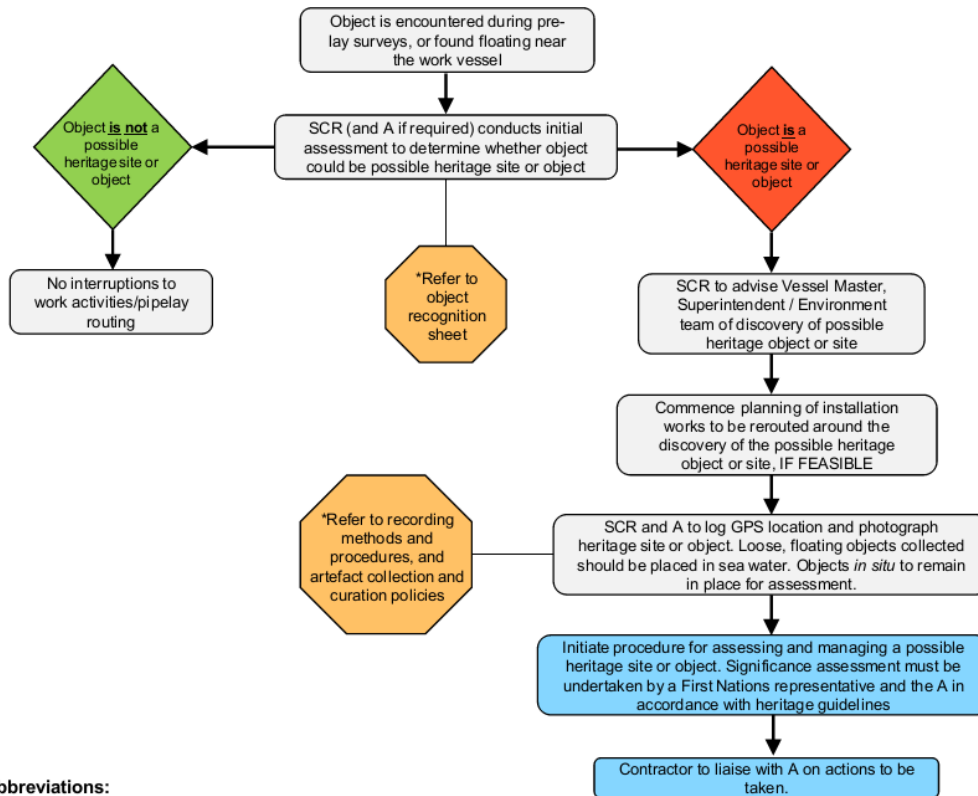 Object is encountered during pre-
lay surveys, or found floating near
the work vessel
Object is not a
possible
heritage site or
object
SCR (and A if required) conducts initial
assessment to determine whether object
could be possible heritage site or object
Object is a
possible
heritage site or
object
No interruptions to
work activities/pipelay
routing
*Refer to
object
recognition
sheet
SCR to advise Vessel Master,
Superintendent / Environment
team of discovery of possible
heritage object or site
Commence planning of installation
works to be rerouted around the
discovery of the possible heritage
object or site, IF FEASIBLE
*Refer to recording
methods and
procedures, and
artefact collection and
curation policies
SCR and A to log GPS location and photograph
heritage site or object. Loose, floating objects collected
should be placed in sea water. Objects in situ to remain
in place for assessment.
Initiate procedure for assessing and managing a possible
heritage site or object. Significance assessment must be
undertaken by a First Nations representative and the A in
accordance with heritage guidelines
Contractor to liaise with A on actions to be
taken.
bbreviations: